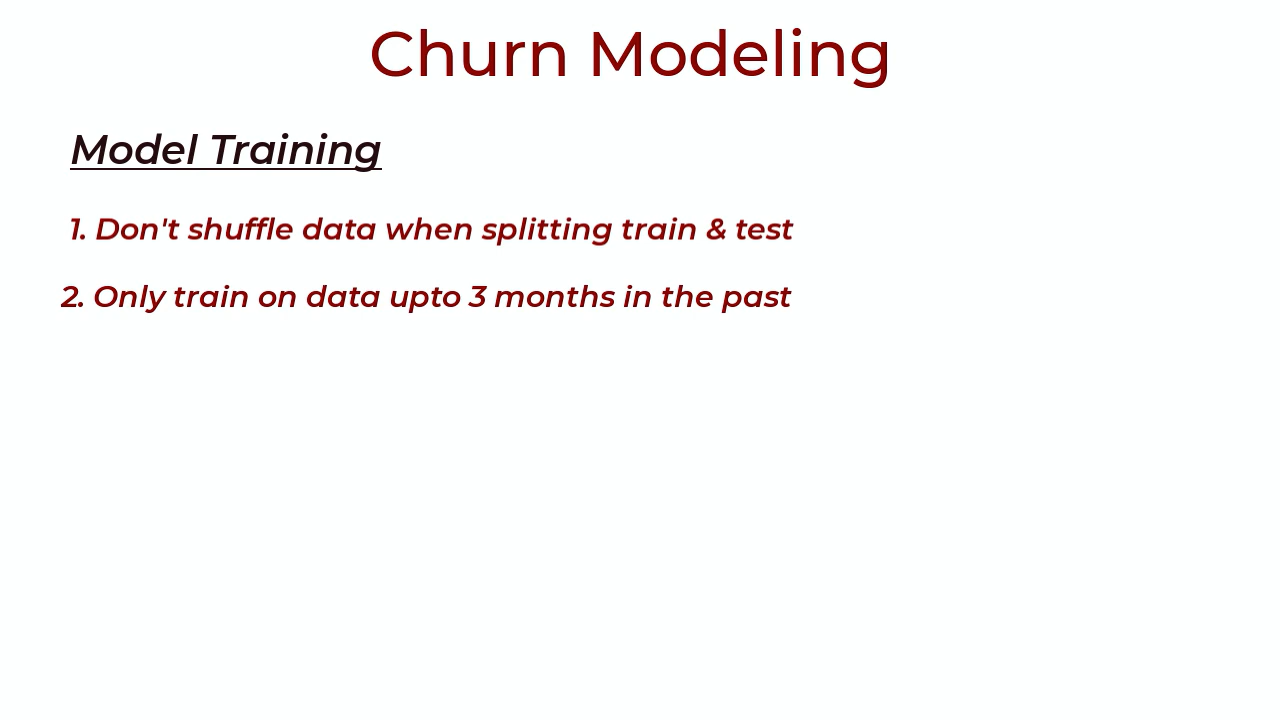 Churn Modeling
Model Training
1. Don't shuffle data when splitting train & test
2. Only train on data upto 3 months in the past